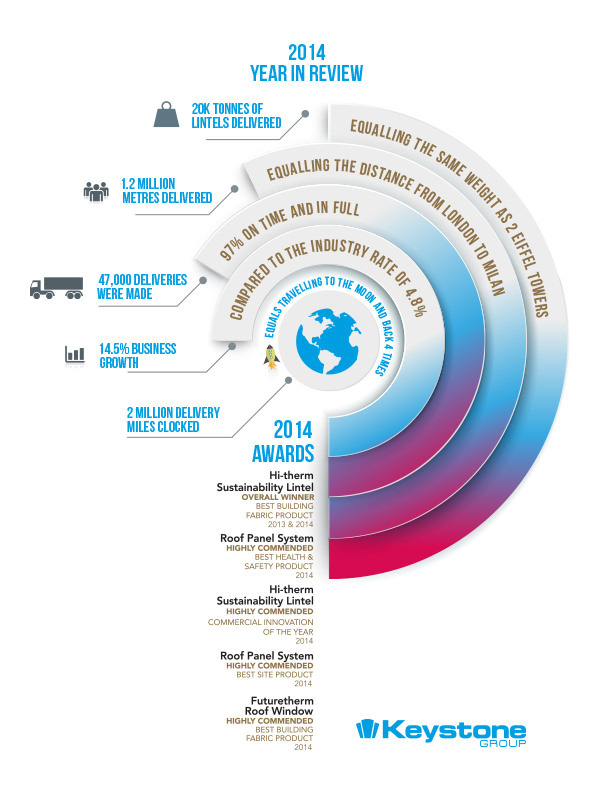 2014
YEAR IN REVIEW
20K TONNES OF
LINTELS DELIVERED
EQUALLING THE SAME WEIGHT AS 2 EIFFEL TOWERS
1.2 MILLION
METRES DELIVERED
EQUALLING THE DISTANCE FROM LONDON TO MILAN
47,000 DELIVERIES
WERE MADE
97% ON TIME AND IN FULL
14.5% BUSINESS
GROWTH
COMPARED TO THE INDUSTRY RATE OF 4.8%
2 MILLION DELIVERY
MILES CLOCKED
EQUALS TRAVELLING TO THE MOON AND BACK 4 TIMES
2014
AWARDS
Hi-therm
Sustainability Lintel
OVERALL WINNER
BEST BUILDING
FABRIC PRODUCT
2013 & 2014
Roof Panel System
HIGHLY COMMENDED
BEST HEALTH &
SAFETY PRODUCT
2014
Hi-therm
Sustainability Lintel
HIGHLY COMMENDED
COMMERCIAL INNOVATION
OF THE YEAR
2014
Roof Panel System
HIGHLY COMMENDED
BEST SITE PRODUCT
2014
Futuretherm
Roof Window
HIGHLY COMMENDED
BEST BUILDING
FABRIC PRODUCT
2014
Keystone
GROUP